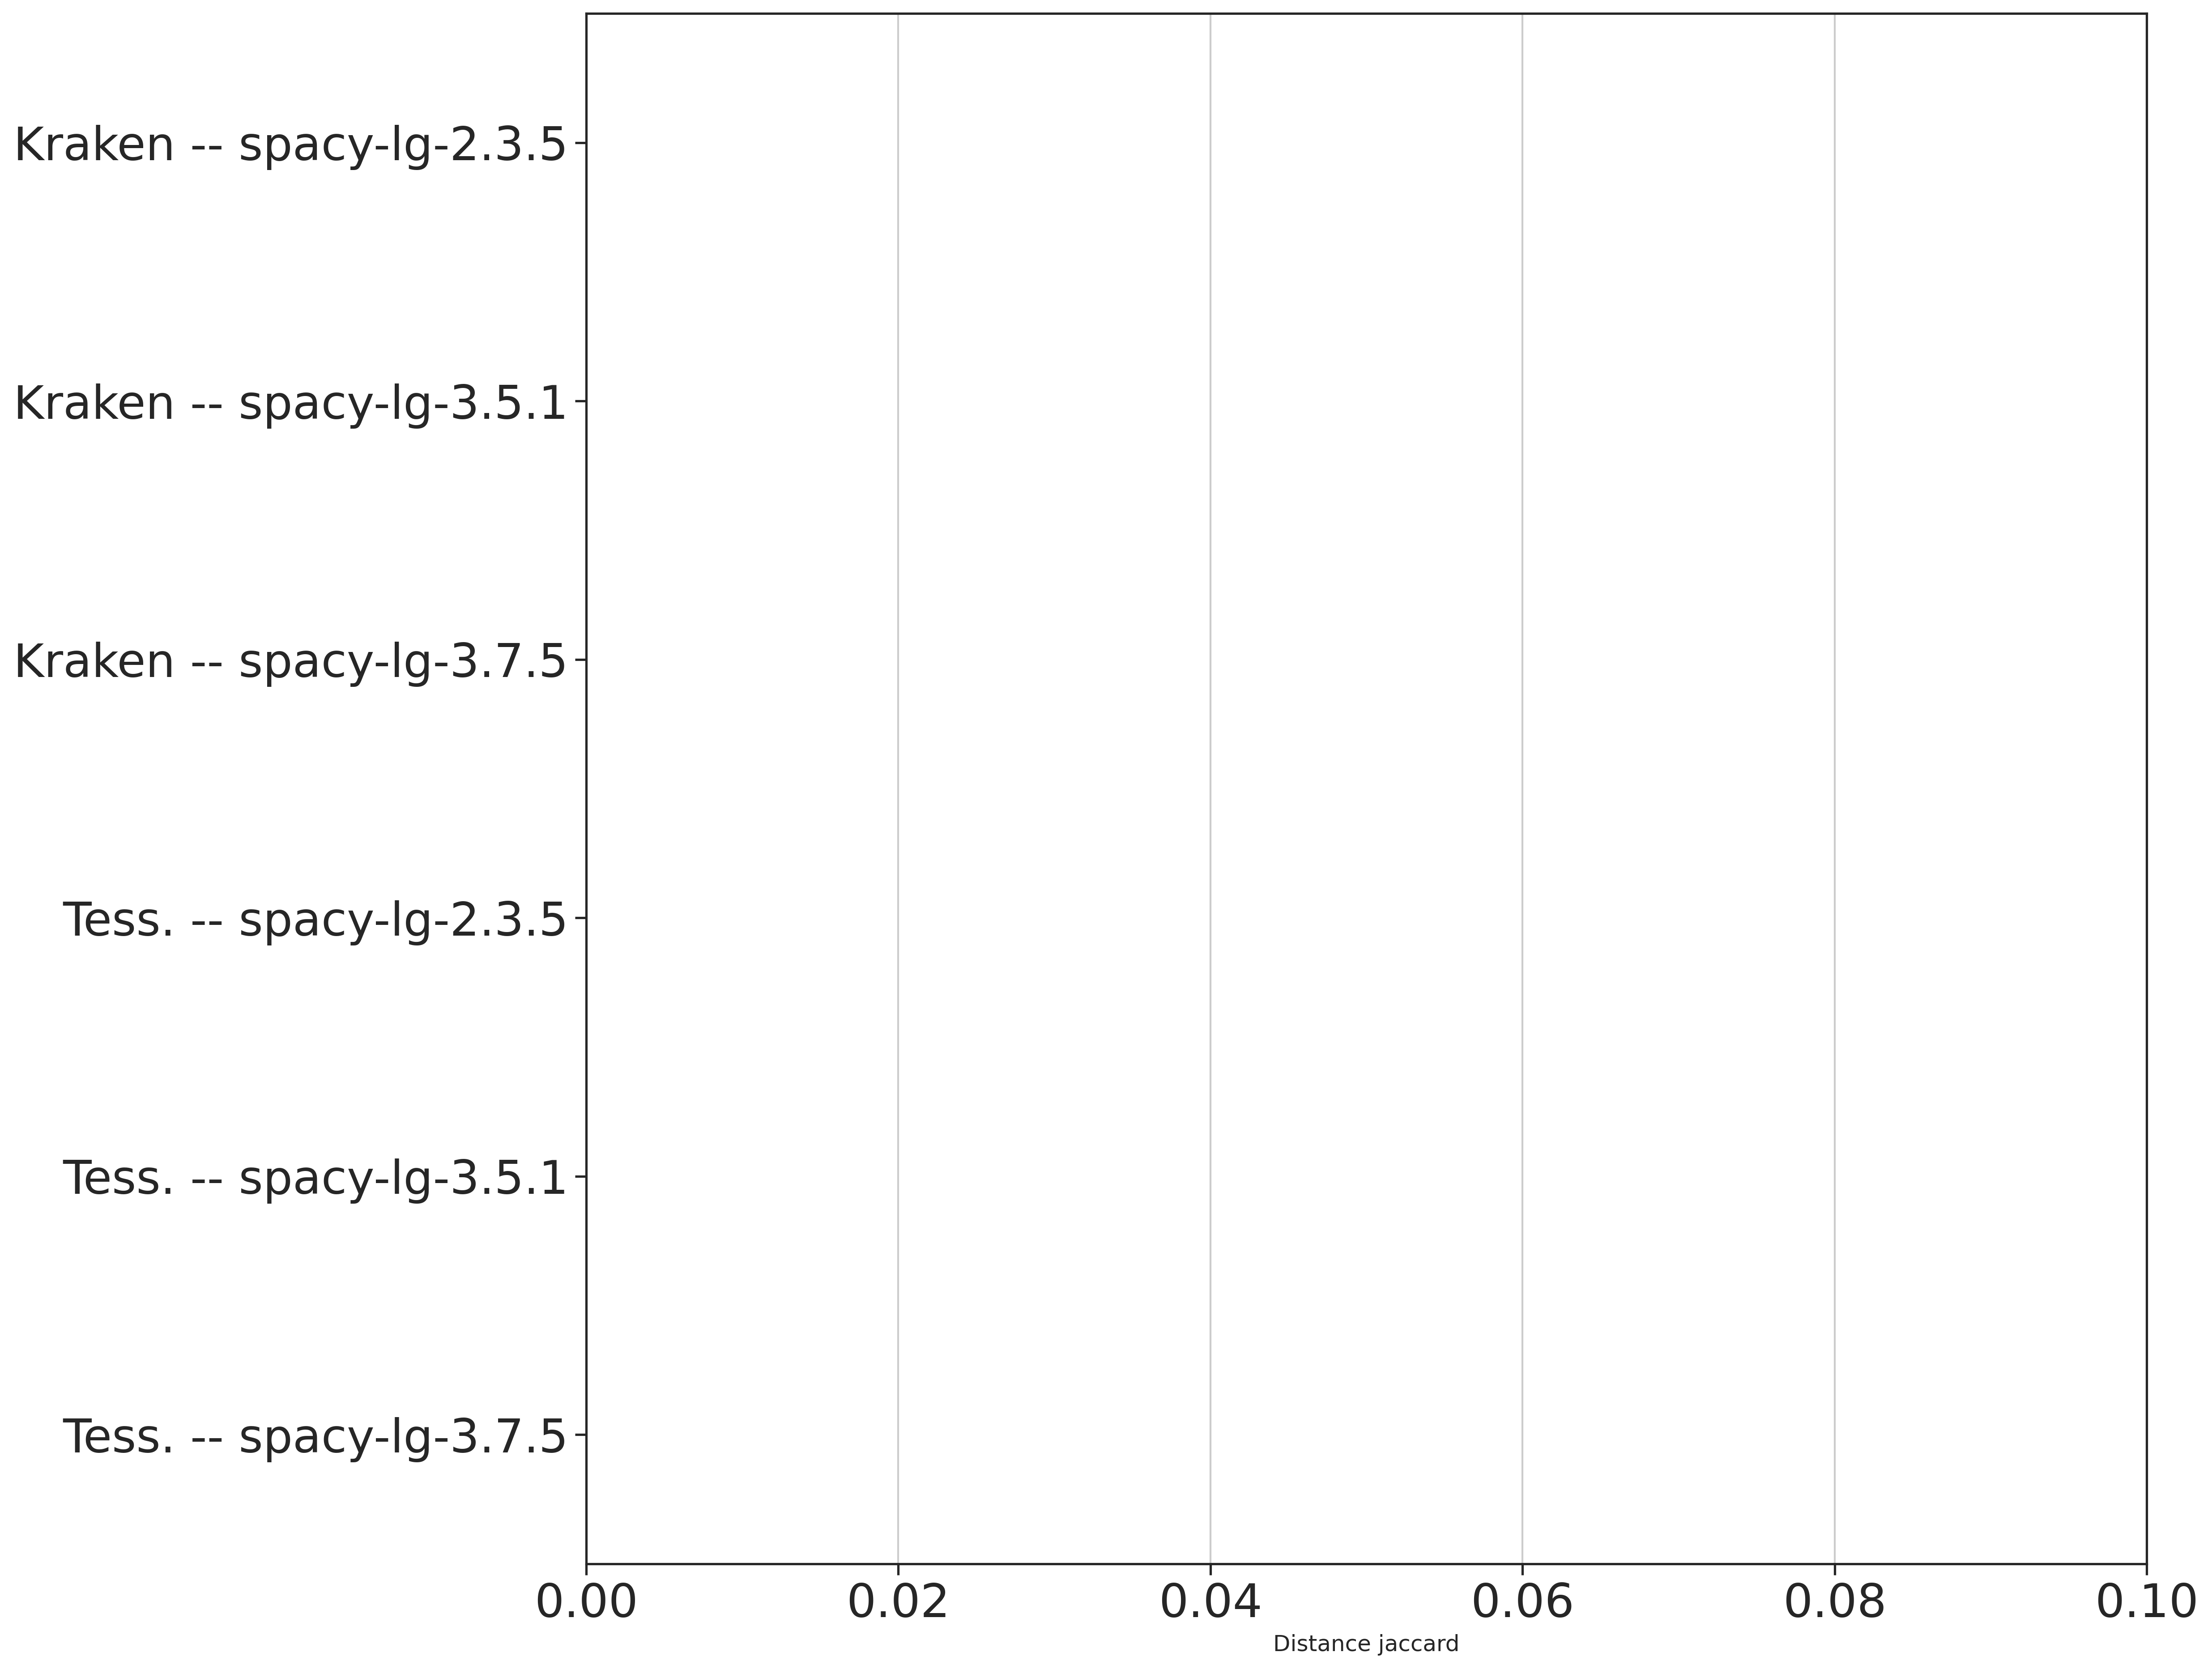 Kraken -- spacy-lg-2.3.5
Kraken -- spacy-lg-3.5.1
Kraken -- spacy-lg-3.7.5
Tess. -- spacy-lg-2.3.5
Tess. -- spacy-lg-3.5.1
Tess. -- spacy-lg-3.7.5
0.00 0.02 0.04 0.06 0.08 0.10
Distance jaccard